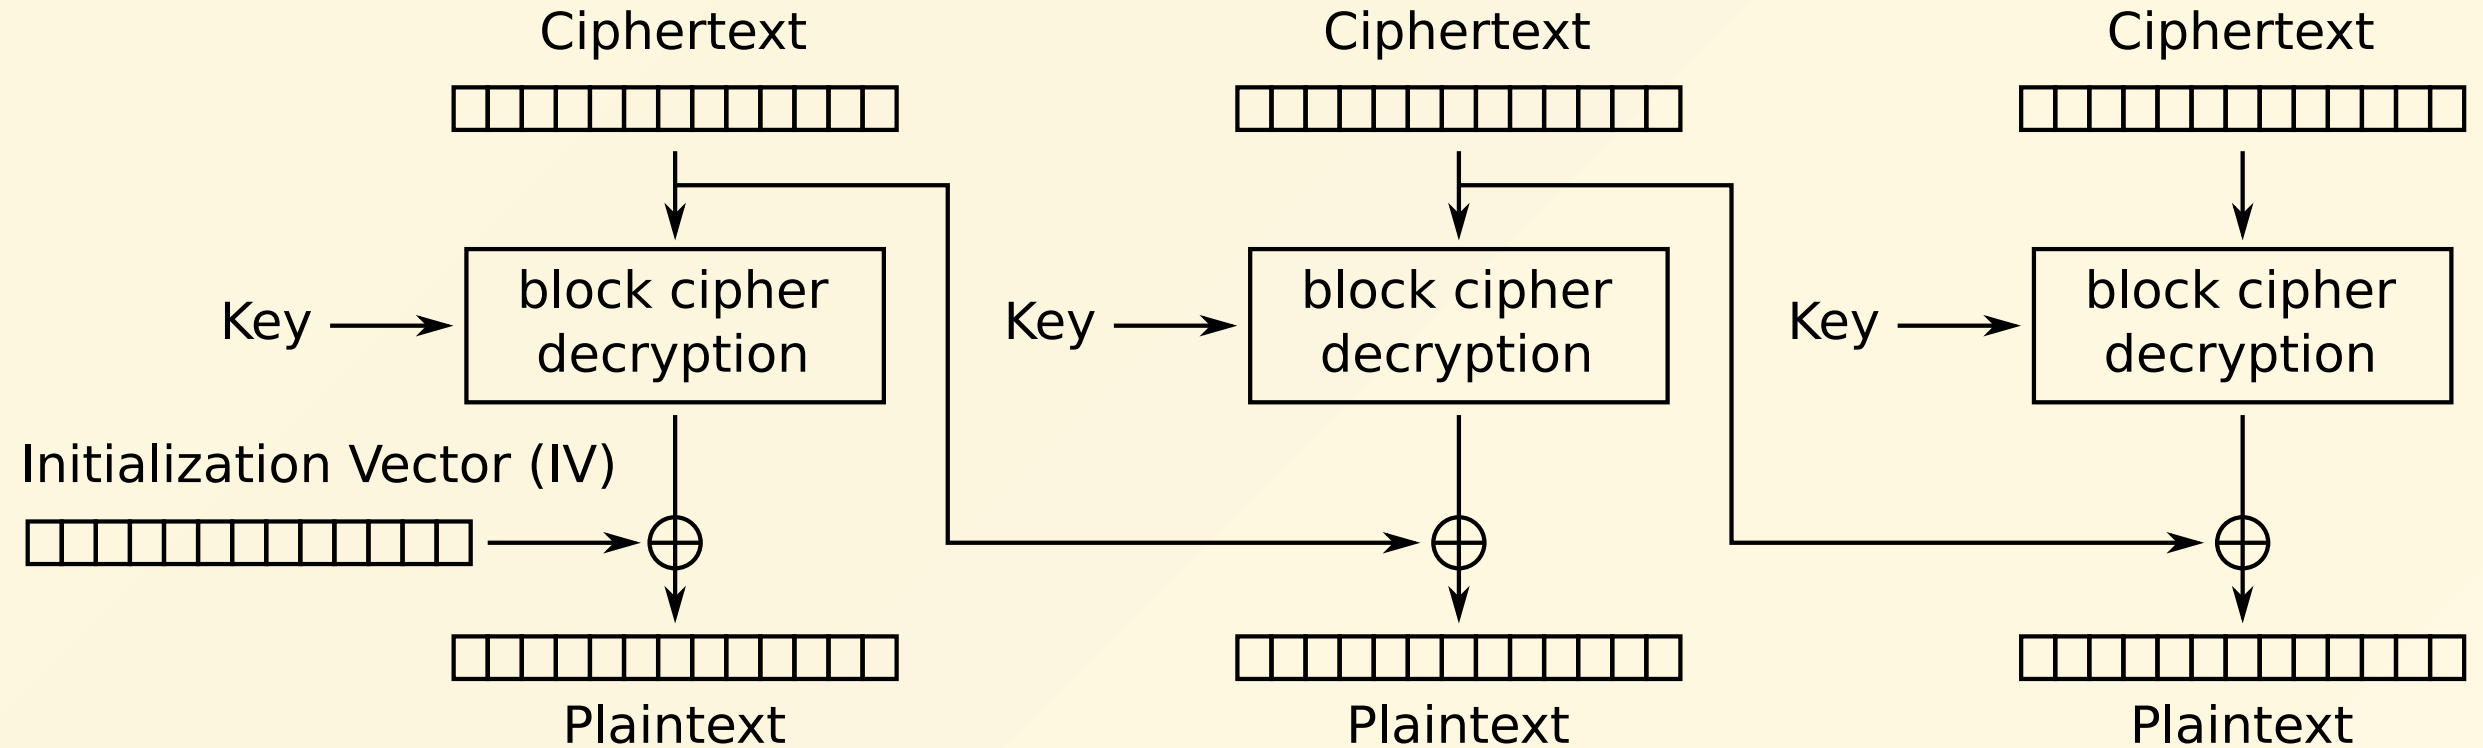 Ciphertext
Ciphertext
Ciphertext
block cipher
decryption
block cipher
decryption
block cipher
decryption
Key
Key
Key
Initialization Vector (IV)
Plaintext
Plaintext
Plaintext